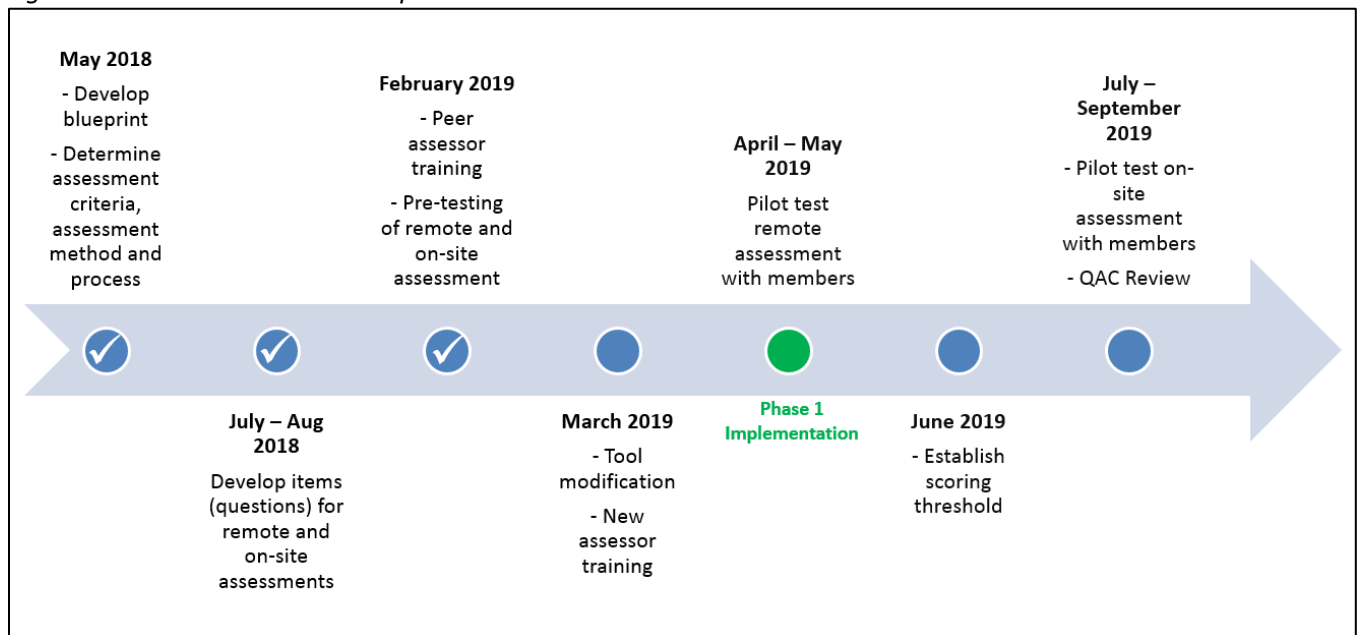 May 2018
- Develop
blueprint
- Determine
assessment
criteria,
assessment
method and
process
February 2019
- Peer
assessor
training
- Pre-testing
of remote and
on-site
assessment
April – May
2019
Pilot test
remote
assessment
with members
July –
September
2019
- Pilot test on-
site
assessment
with members
- QAC Review
July – Aug
2018
Develop items
(questions) for
remote and
on-site
assessments
March 2019
- Tool
modification
- New
assessor
training
Phase 1
Implementation
June 2019
- Establish
scoring
threshold